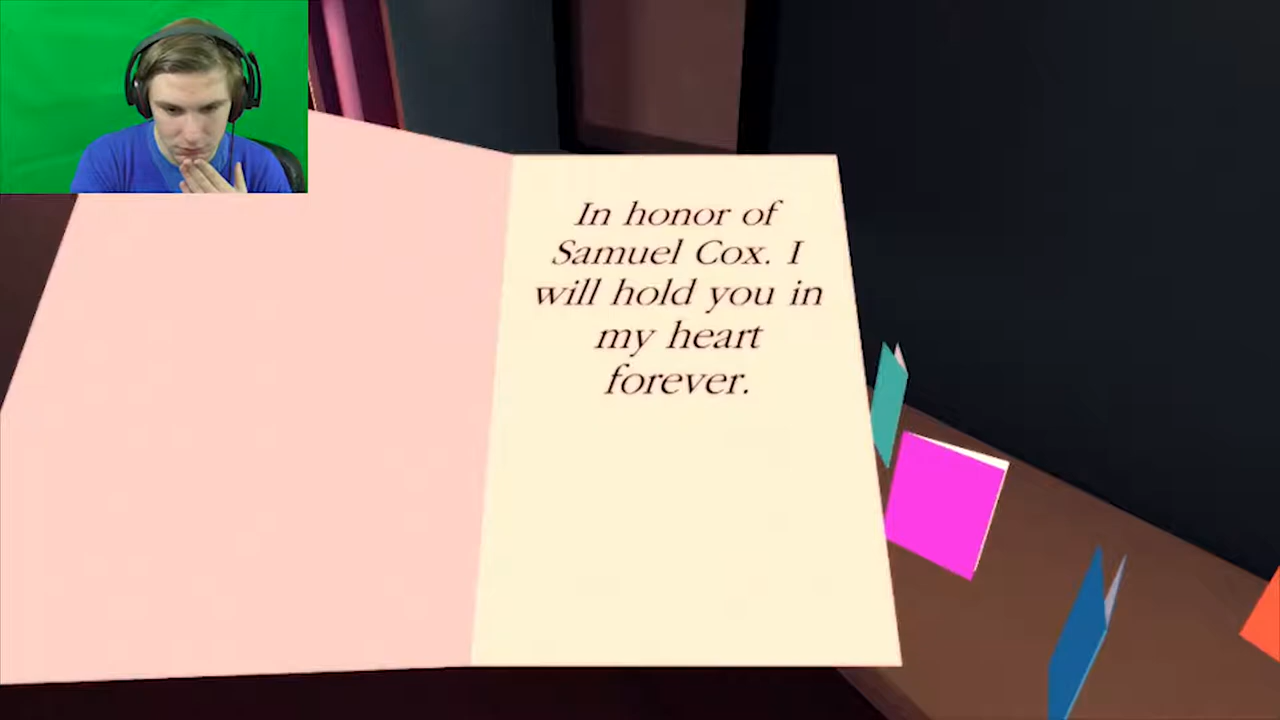 In honor of
Samuel Cox. I
will hold you in
my heart
forever.